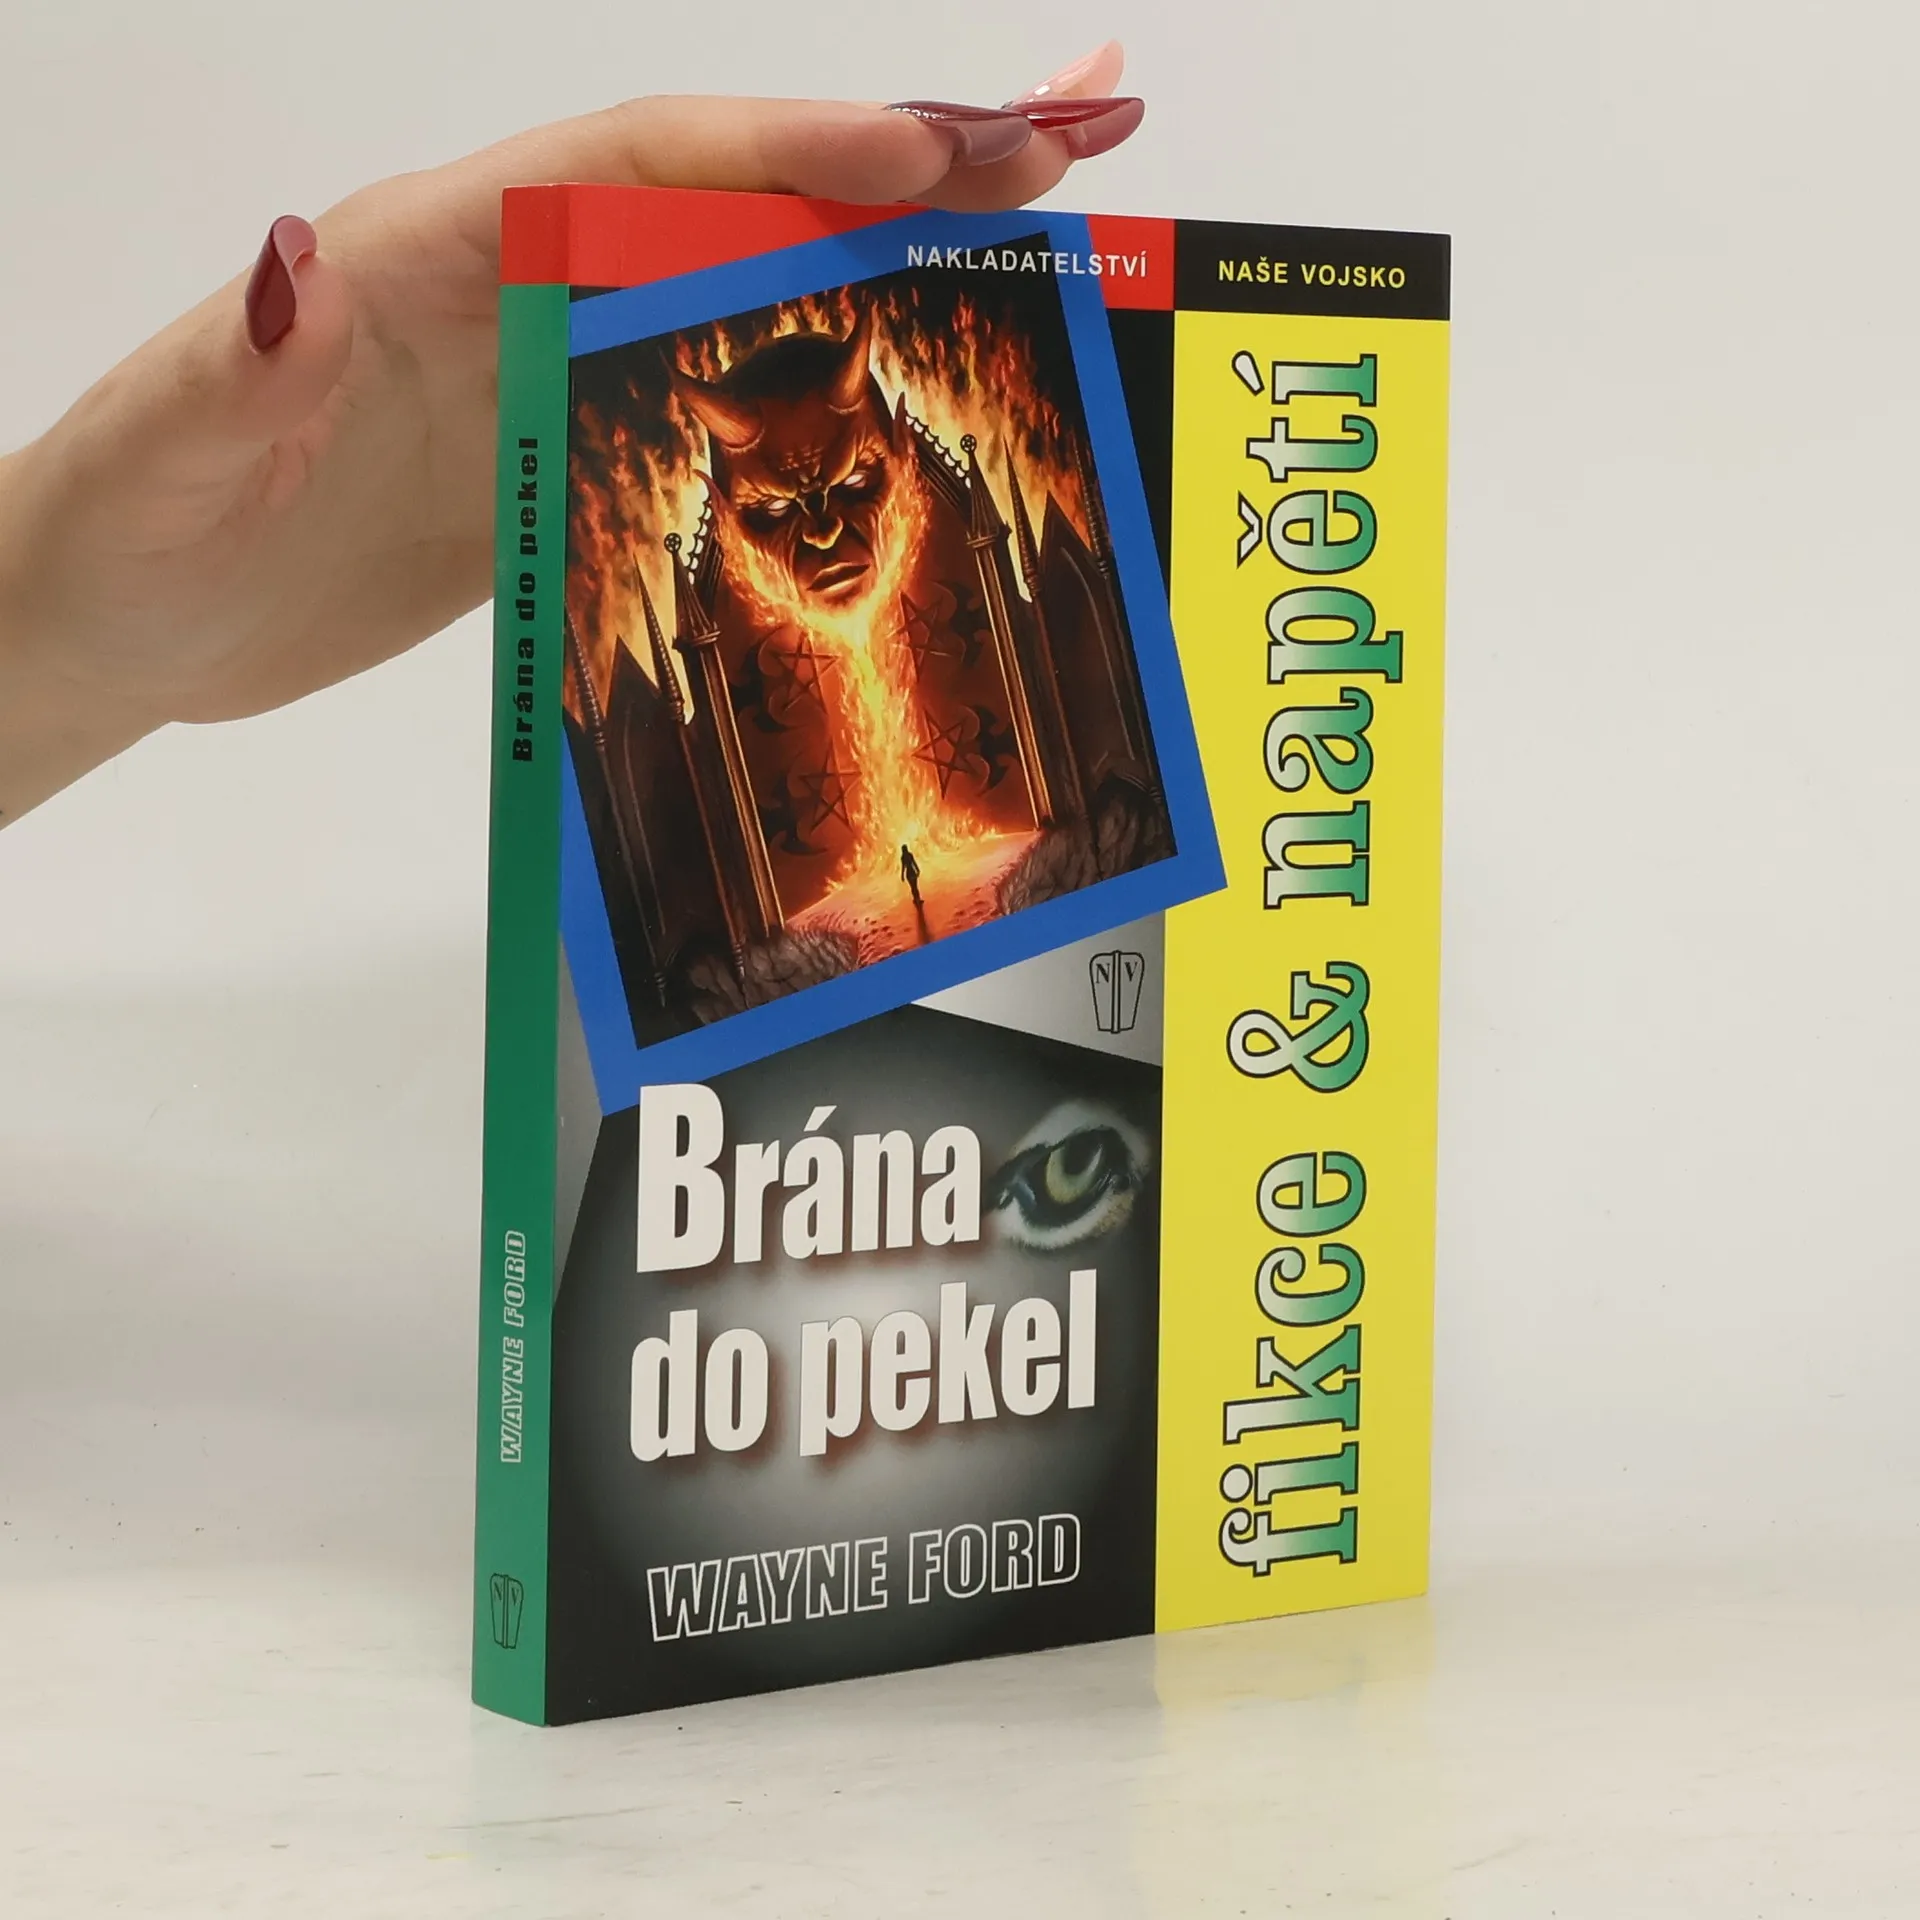 NAKLADATELSTVÍ
NAŠE VOJSKO
fikce & napětí
N V
Brána
do pekel
WAYNE FORD
Brána do pekel
WAYNE FORD
N V